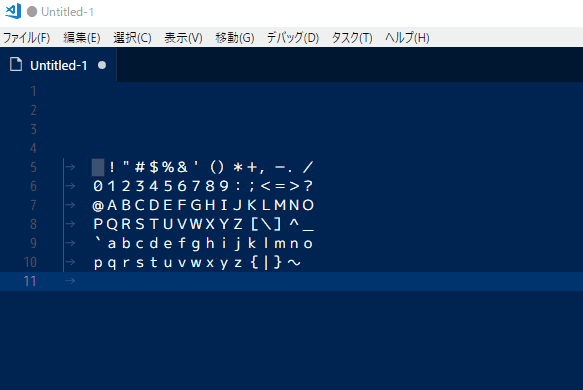 Untitled-1
ファイル(F) 編集(E) 選択(C) 表示(V) 移動(G) デバッグ(D) タスク(T) ヘルプ(H)
Untitled-1
1
2
3
4
5 →  ！＂＃＄％＆＇（）＊＋，－．／
6 → ０１２３４５６７８９：；＜＝＞？
7 → ＠ＡＢＣＤＥＦＧＨＩＪＫＬＭＮＯ
8 → ＰＱＲＳＴＵＶＷＸＹＺ［＼］＾＿
9 → ｀ａｂｃｄｅｆｇｈｉｊｋｌｍｎｏ
10 → ｐｑｒｓｔｕｖｗｘｙｚ｛｜｝～
11 →